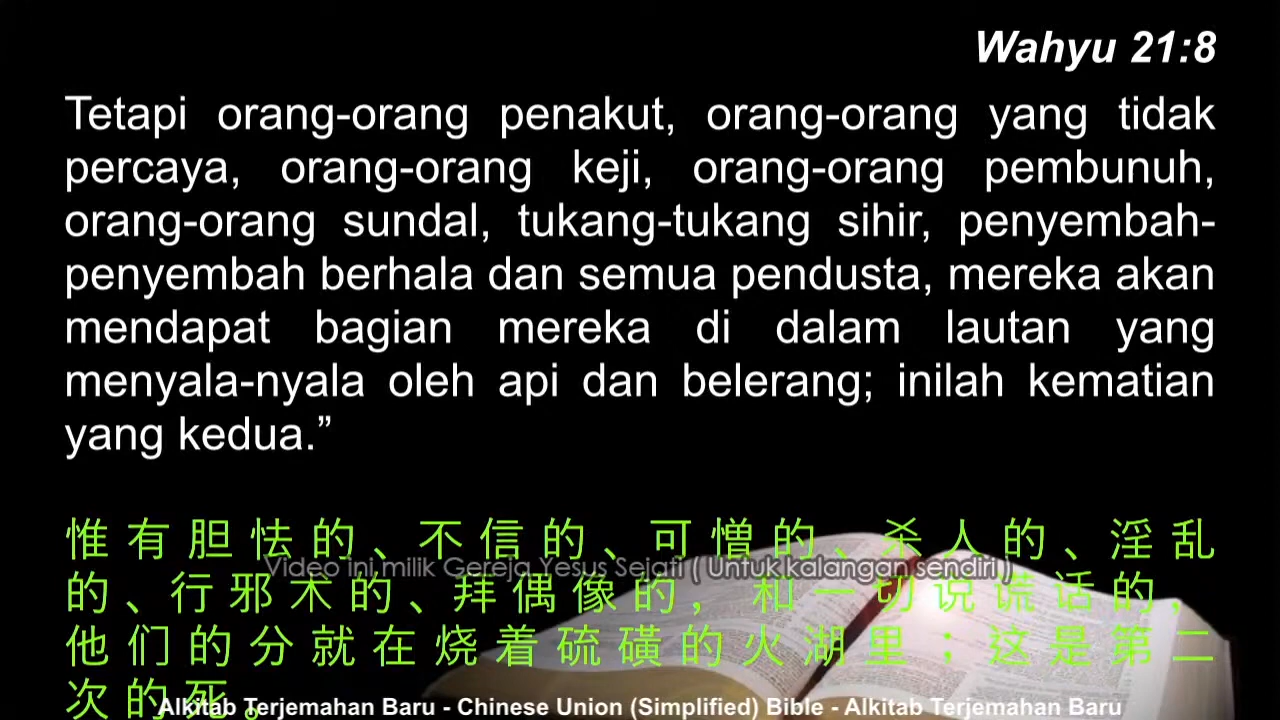 Wahyu 21:8
Tetapi orang-orang penakut, orang-orang yang tidak
percaya, orang-orang keji, orang-orang pembunuh,
orang-orang sundal, tukang-tukang sihir, penyembah-
penyembah berhala dan semua pendusta, mereka akan
mendapat bagian mereka di dalam lautan yang
menyala-nyala oleh api dan belerang; inilah kematian
yang kedua.”
惟有胆怯的、不信的、可憎的、杀人的、淫乱
Video ini milik Gereja Yesus Sejati ( Untuk kalangan sendiri )
的、行邪术的、拜偶像的，和一切说谎话的，
他们的分就在烧着硫磺的火湖里；这是第二
次的死。
Alkitab Terjemahan Baru - Chinese Union (Simplified) Bible - Alkitab Terjemahan Baru